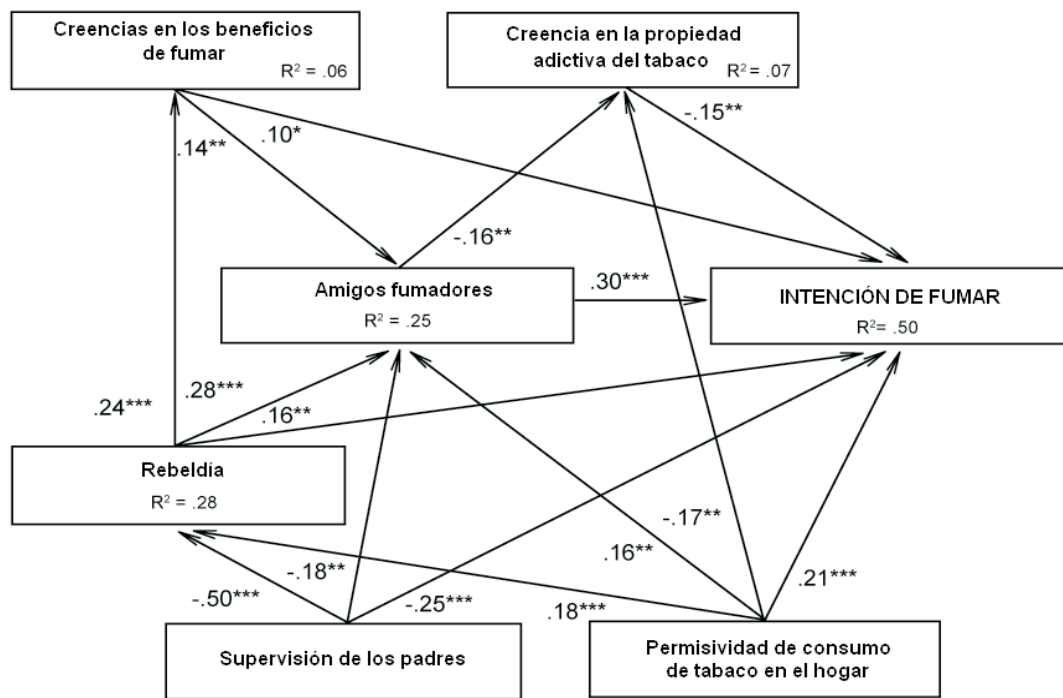 Creencias en los beneficios
de fumar
R² = .06
Creencia en la propiedad
adictiva del tabaco
R² = .07
.14**
.10*
-.15**
-.16**
Amigos fumadores
R² = .25
.30***
INTENCIÓN DE FUMAR
R²= .50
.24***
.28***
.16**
Rebeldía
R² = .28
-.17**
.16**
-.18**
.21***
-.50***
-.25***
.18***
Supervisión de los padres
Permisividad de consumo
de tabaco en el hogar